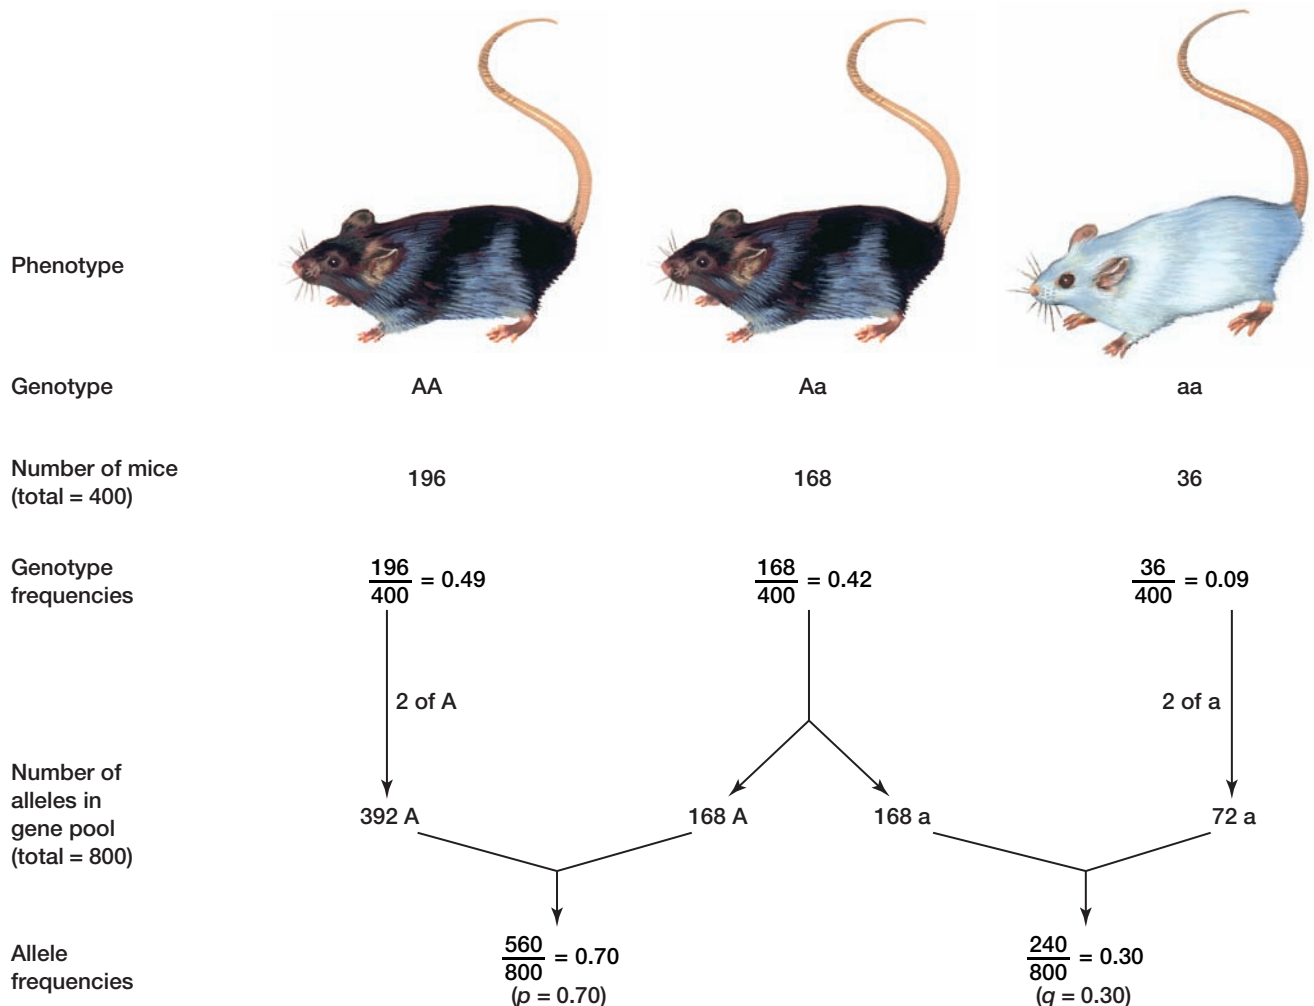 Phenotype
Genotype AA Aa aa
Number of mice
(total = 400) 196 168 36
Genotype
frequencies
196/400 = 0.49 168/400 = 0.42 36/400 = 0.09
2 of A 2 of a
Number of
alleles in
gene pool
(total = 800)
392 A 168 A 168 a 72 a
Allele
frequencies
560/800 = 0.70 240/800 = 0.30
(p = 0.70) (q = 0.30)